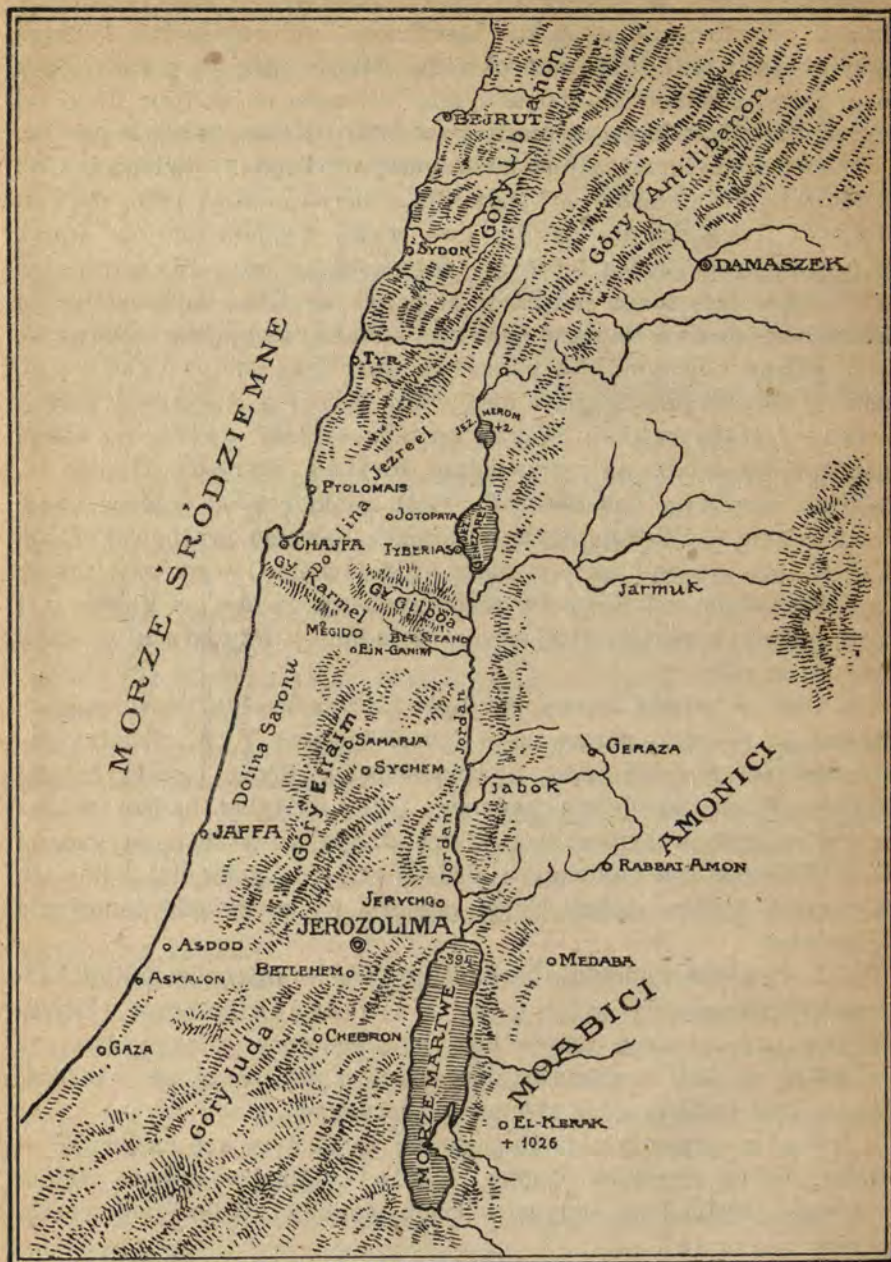 BEJRUT
Góry Libanon
Góry Antilibanon
SYDON
DAMASZEK
MORZE ŚRÓDZIEMNE
TYR
JEZ. MEROM
+2
Dolina Jezreel
PTOLOMAIS
JOTOPATA
CHAJFA
TYBERIAS
Gy. Karmel
Gy. Gilboa
Jarmuk
MEGIDO
EJN-GANIM
Dolina Saronu
Jordan
Góry Efraim
SAMARJA
GERAZA
SYCHEM
Jabok
AMONICI
JAFFA
Jordan
RABBAT-AMON
JERYCHO
JEROZOLIMA
ASDOD
-394
MEDABA
BETLEHEM
ASKALON
MOABICI
CHEBRON
GAZA
Góry Juda
MORZE MARTWE
EL-KERAK
+ 1026